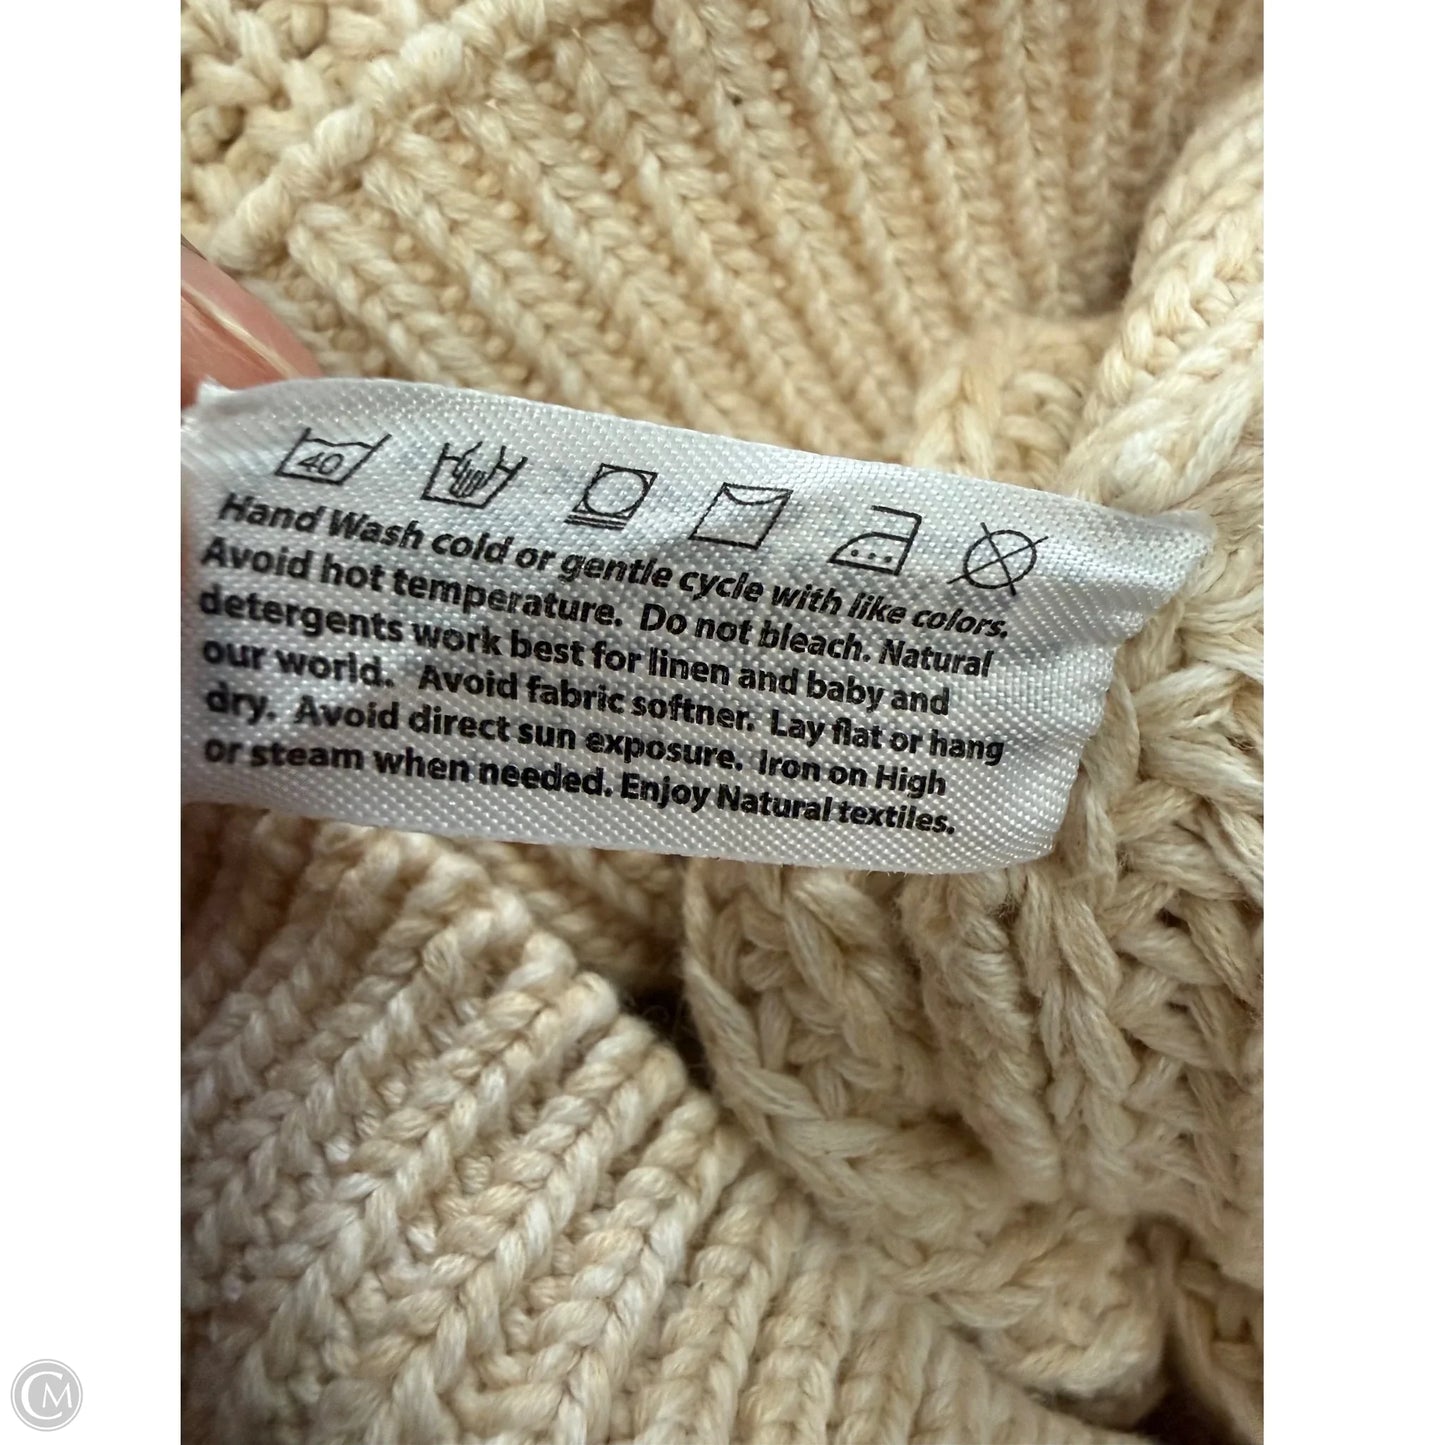 40
Hand Wash cold or gentle cycle with like colors.
Avoid hot temperature. Do not bleach. Natural
detergents work best for linen and baby and
our world. Avoid fabric softner. Lay flat or hang
dry. Avoid direct sun exposure. Iron on High
or steam when needed. Enjoy Natural textiles.
CM